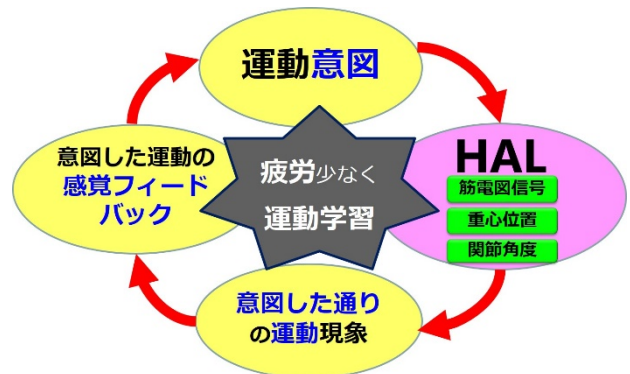 運動意図
HAL
筋電図信号
重心位置
関節角度
意図した通り
の運動現象
意図した運動の
感覚フィード
バック
疲労少なく
運動学習